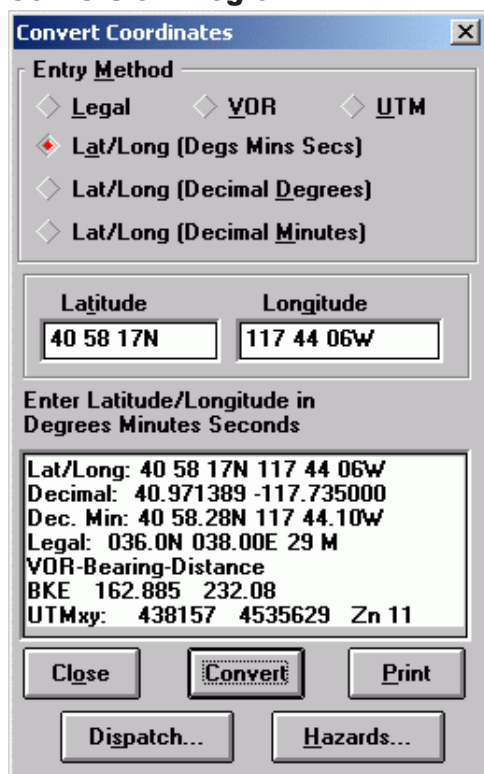 Convert Coordinates
Entry Method
Legal VOR UTM
Lat/Long (Degs Mins Secs)
Lat/Long (Decimal Degrees)
Lat/Long (Decimal Minutes)
Latitude Longitude
40 58 17N 117 44 06W
Enter Latitude/Longitude in
Degrees Minutes Seconds
Lat/Long: 40 58 17N 117 44 06W
Decimal: 40.971389 -117.735000
Dec. Min: 40 58.28N 117 44.10W
Legal: 036.0N 038.00E 29 M
VOR-Bearing-Distance
BKE 162.885 232.08
UTMxy: 438157 4535629 Zn 11
Close Convert Print
Dispatch... Hazards...